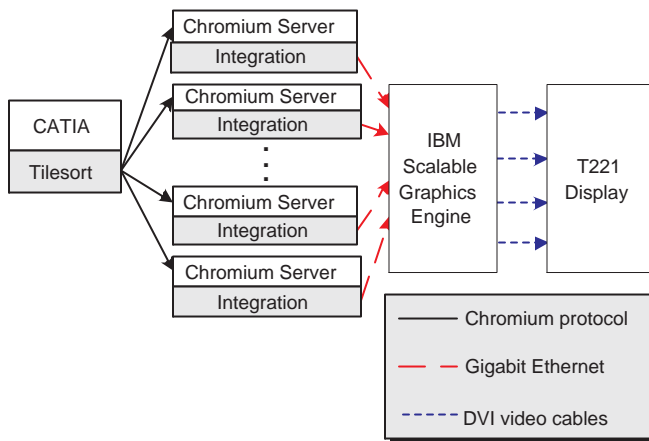 Chromium Server
Integration
Chromium Server
Integration
CATIA
Tilesort
Chromium Server
Integration
Chromium Server
Integration
IBM
Scalable
Graphics
Engine
T221
Display
Chromium protocol
Gigabit Ethernet
DVI video cables